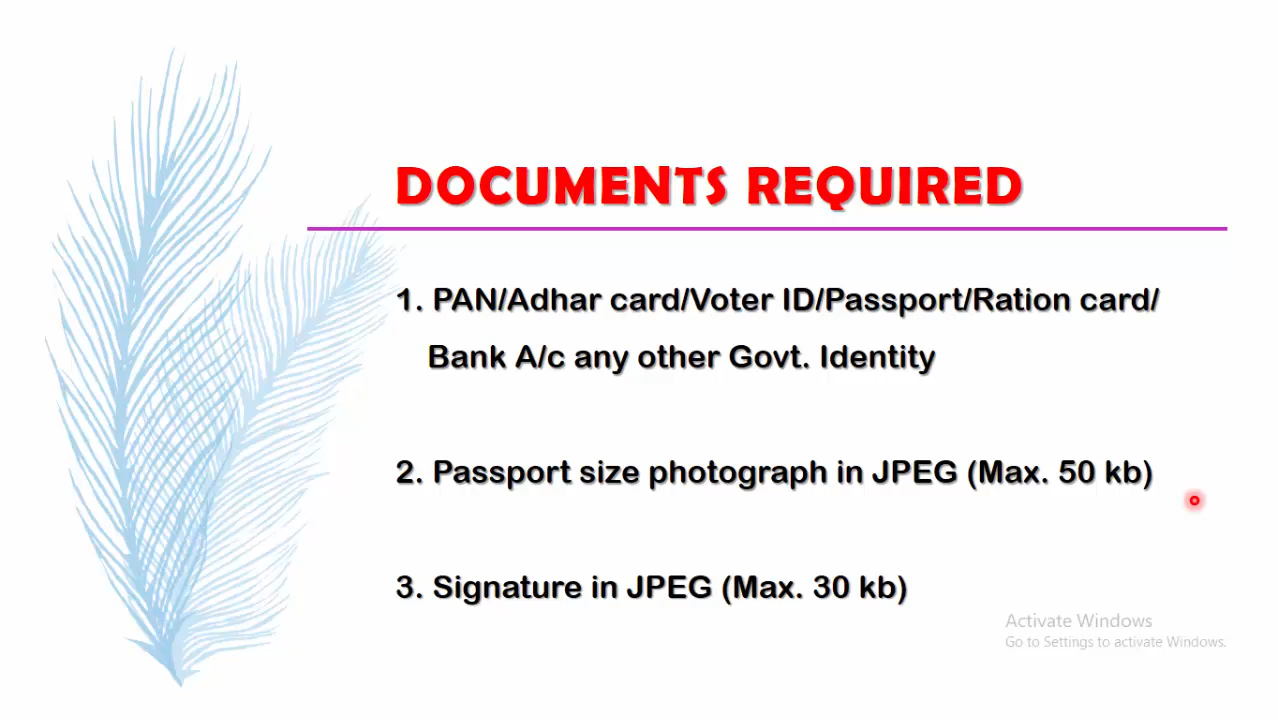 DOCUMENTS REQUIRED
1. PAN/Adhar card/Voter ID/Passport/Ration card/
Bank A/c any other Govt. Identity
2. Passport size photograph in JPEG (Max. 50 kb)
3. Signature in JPEG (Max. 30 kb)
Activate Windows
Go to Settings to activate Windows.